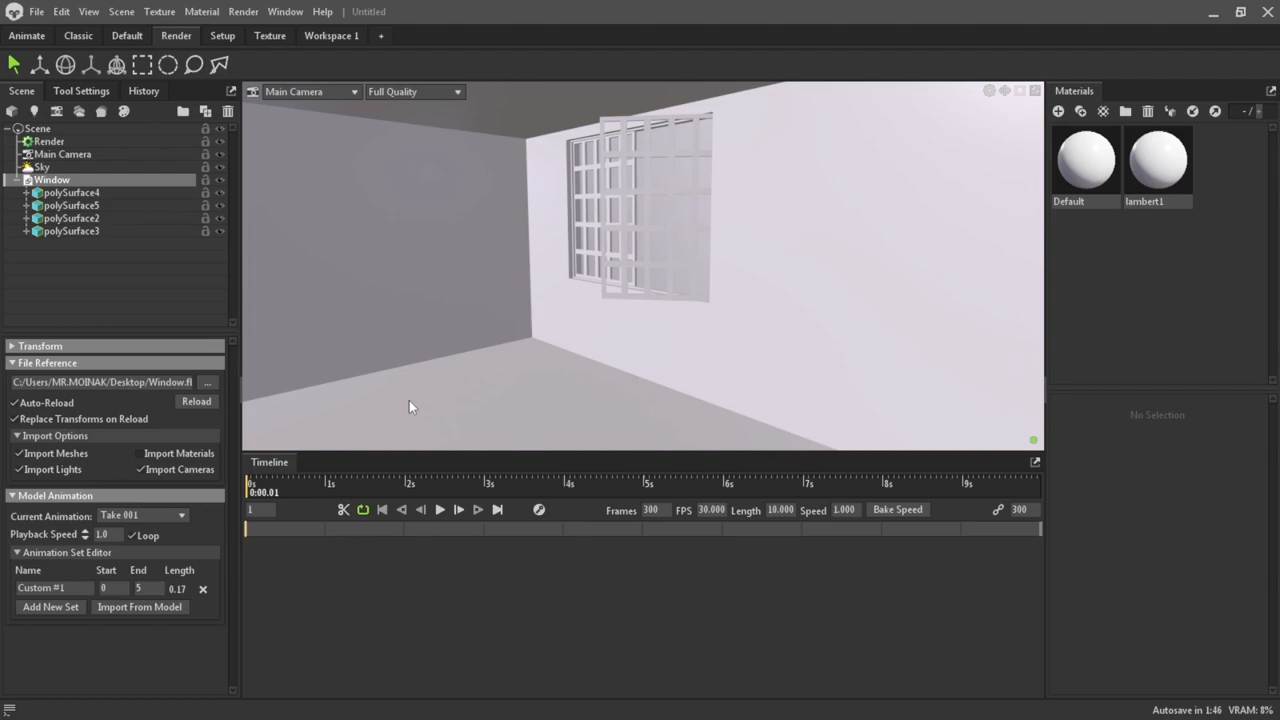 File Edit View Scene Texture Material Render Window Help Untitled
Animate Classic Default Render Setup Texture Workspace 1 +
Scene Tool Settings History
Main Camera Full Quality
Materials
- /
Scene
Render
Main Camera
Sky
Window
polySurface4
polySurface5
polySurface2
polySurface3
Default lambert1
Transform
File Reference
C:/Users/MR.MOINAK/Desktop/Window.fl ...
Auto-Reload Reload
Replace Transforms on Reload
Import Options
Import Meshes Import Materials
Import Lights Import Cameras
No Selection
Model Animation
Current Animation: Take 001
Playback Speed 1.0 Loop
Animation Set Editor
Name Start End Length
Custom #1 0 5 0.17
Add New Set Import From Model
Timeline
0s 1s 2s 3s 4s 5s 6s 7s 8s 9s
0:00.01
1 Frames 300 FPS 30.000 Length 10.000 Speed 1.000 Bake Speed 300
Autosave in 1:46 VRAM: 8%